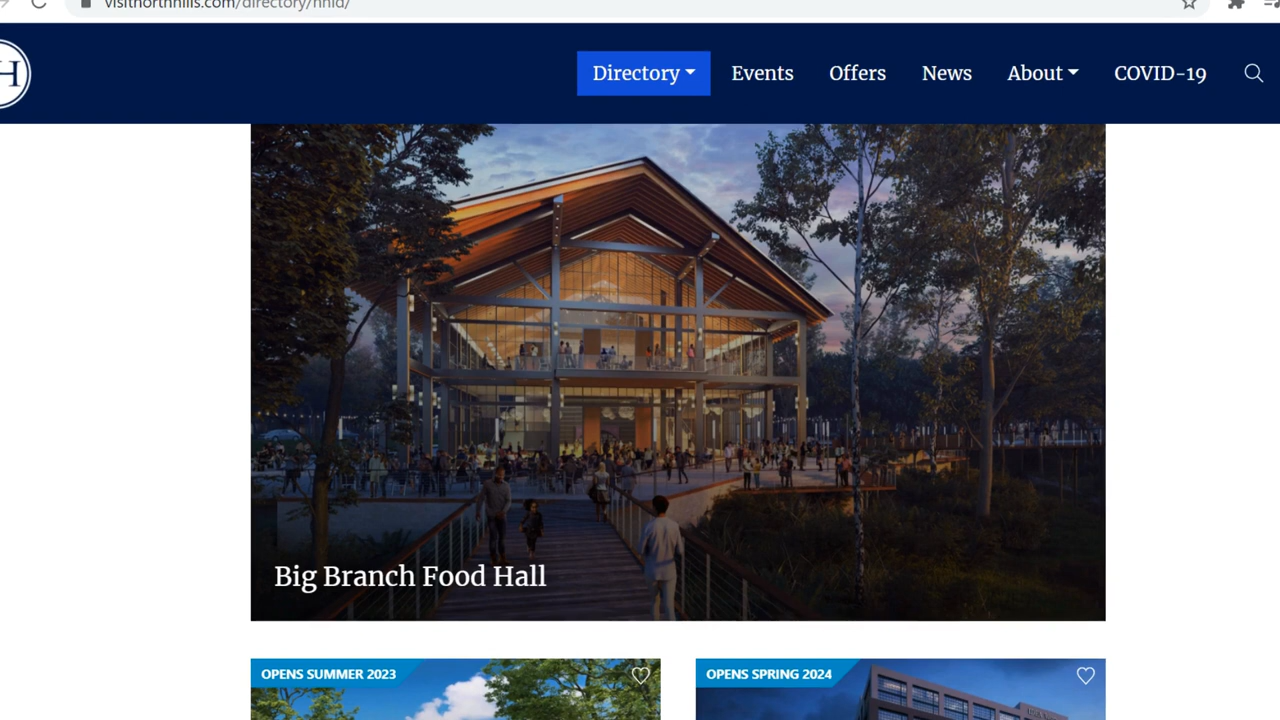 visitnorthhills.com/directory/nhid/
H
Directory Events Offers News About COVID-19
Big Branch Food Hall
OPENS SUMMER 2023
OPENS SPRING 2024